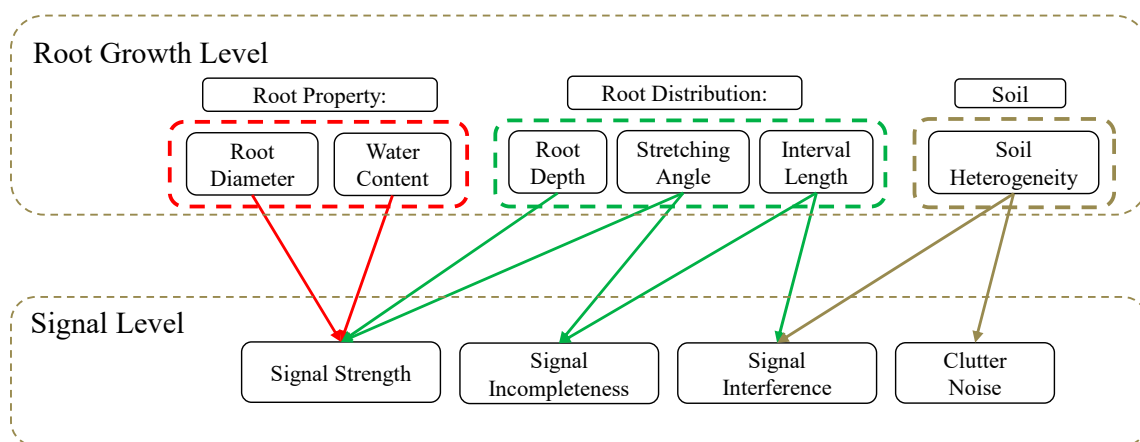 Root Growth Level
Root Property:
Root Distribution:
Soil
Root
Diameter
Water
Content
Root
Depth
Stretching
Angle
Interval
Length
Soil
Heterogeneity
Signal Level
Signal Strength
Signal
Incompleteness
Signal
Interference
Clutter
Noise